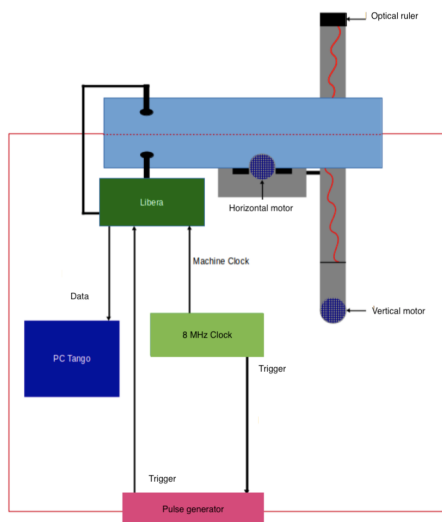 Optical ruler
Libera
Horizontal motor
Machine Clock
Data
Vertical motor
8 MHz Clock
PC Tango
Trigger
Trigger
Pulse generator